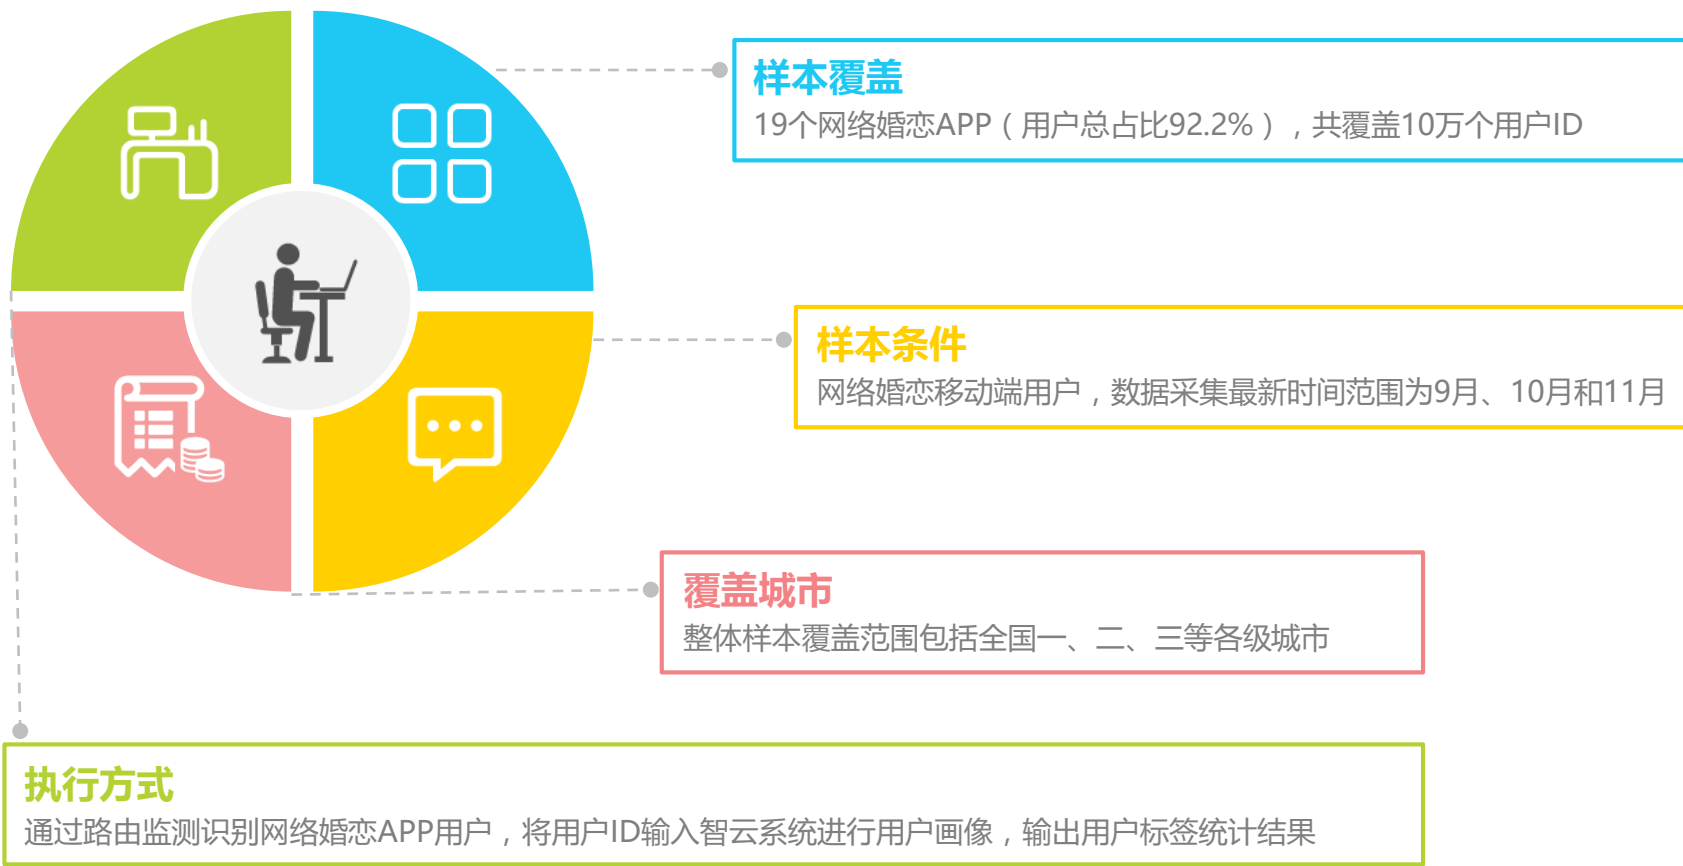 样本覆盖
19个网络婚恋APP（用户总占比92.2%），共覆盖10万个用户ID
样本条件
网络婚恋移动端用户，数据采集最新时间范围为9月、10月和11月
覆盖城市
整体样本覆盖范围包括全国一、二、三等各级城市
执行方式
通过路由监测识别网络婚恋APP用户，将用户ID输入智云系统进行用户画像，输出用户标签统计结果